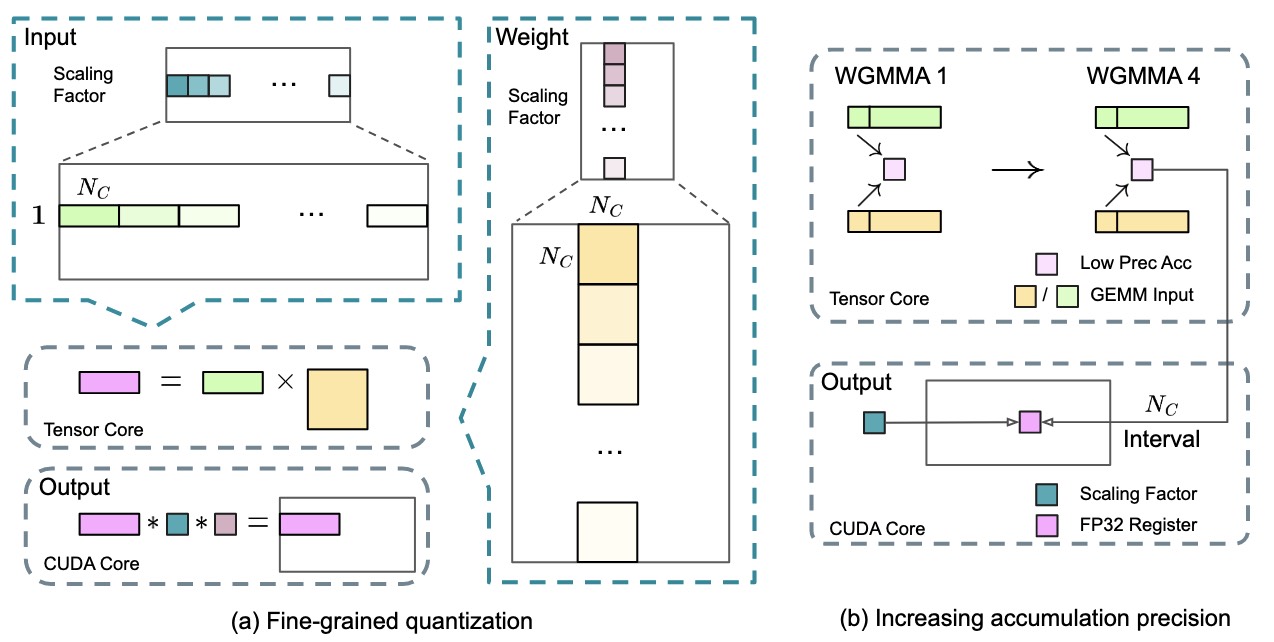 Input
Scaling
Factor
...
N_C
1
...
= ×
Tensor Core
Output
* * =
CUDA Core
Weight
Scaling
Factor
...
N_C
N_C
...
(a) Fine-grained quantization
WGMMA 1
WGMMA 4
Low Prec Acc
/ GEMM Input
Tensor Core
Output
N_C
Interval
Scaling Factor
FP32 Register
CUDA Core
(b) Increasing accumulation precision